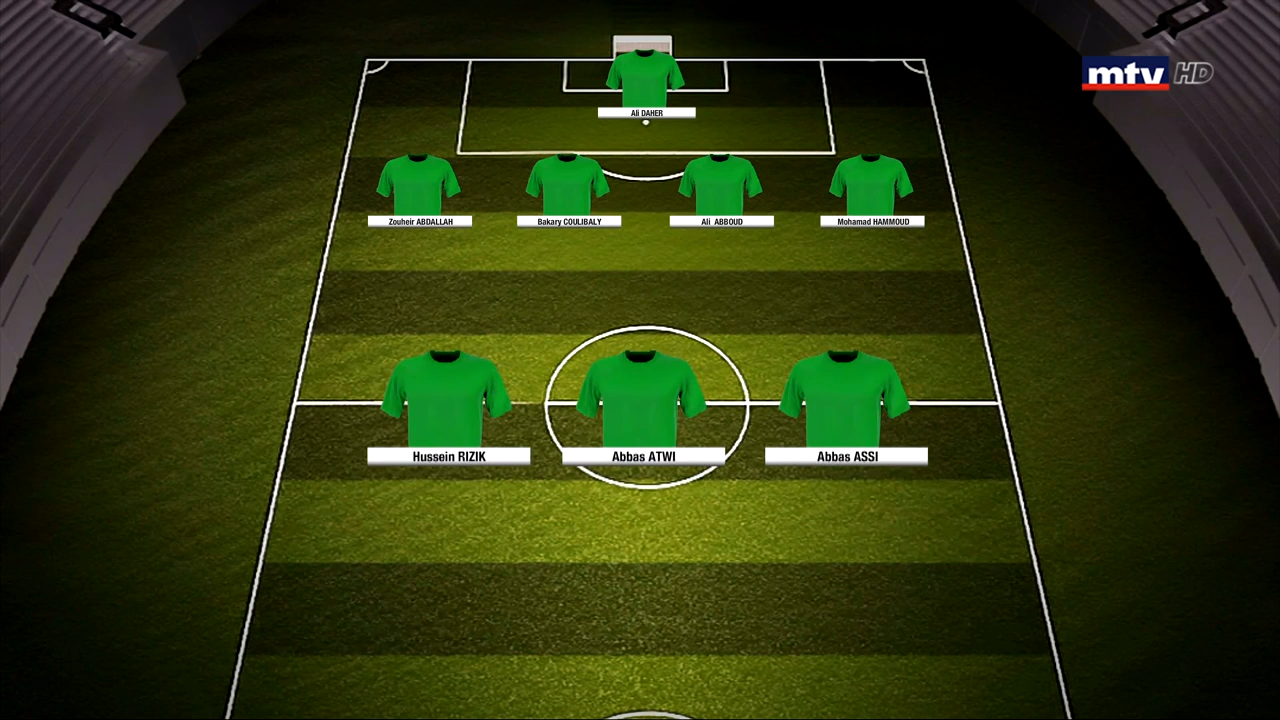 mtv HD
Ali DAHER
Zouheir ABDALLAH
Bakary COULIBALY
Ali ABBOUD
Mohamad HAMMOUD
Hussein RIZIK
Abbas ATWI
Abbas ASSI